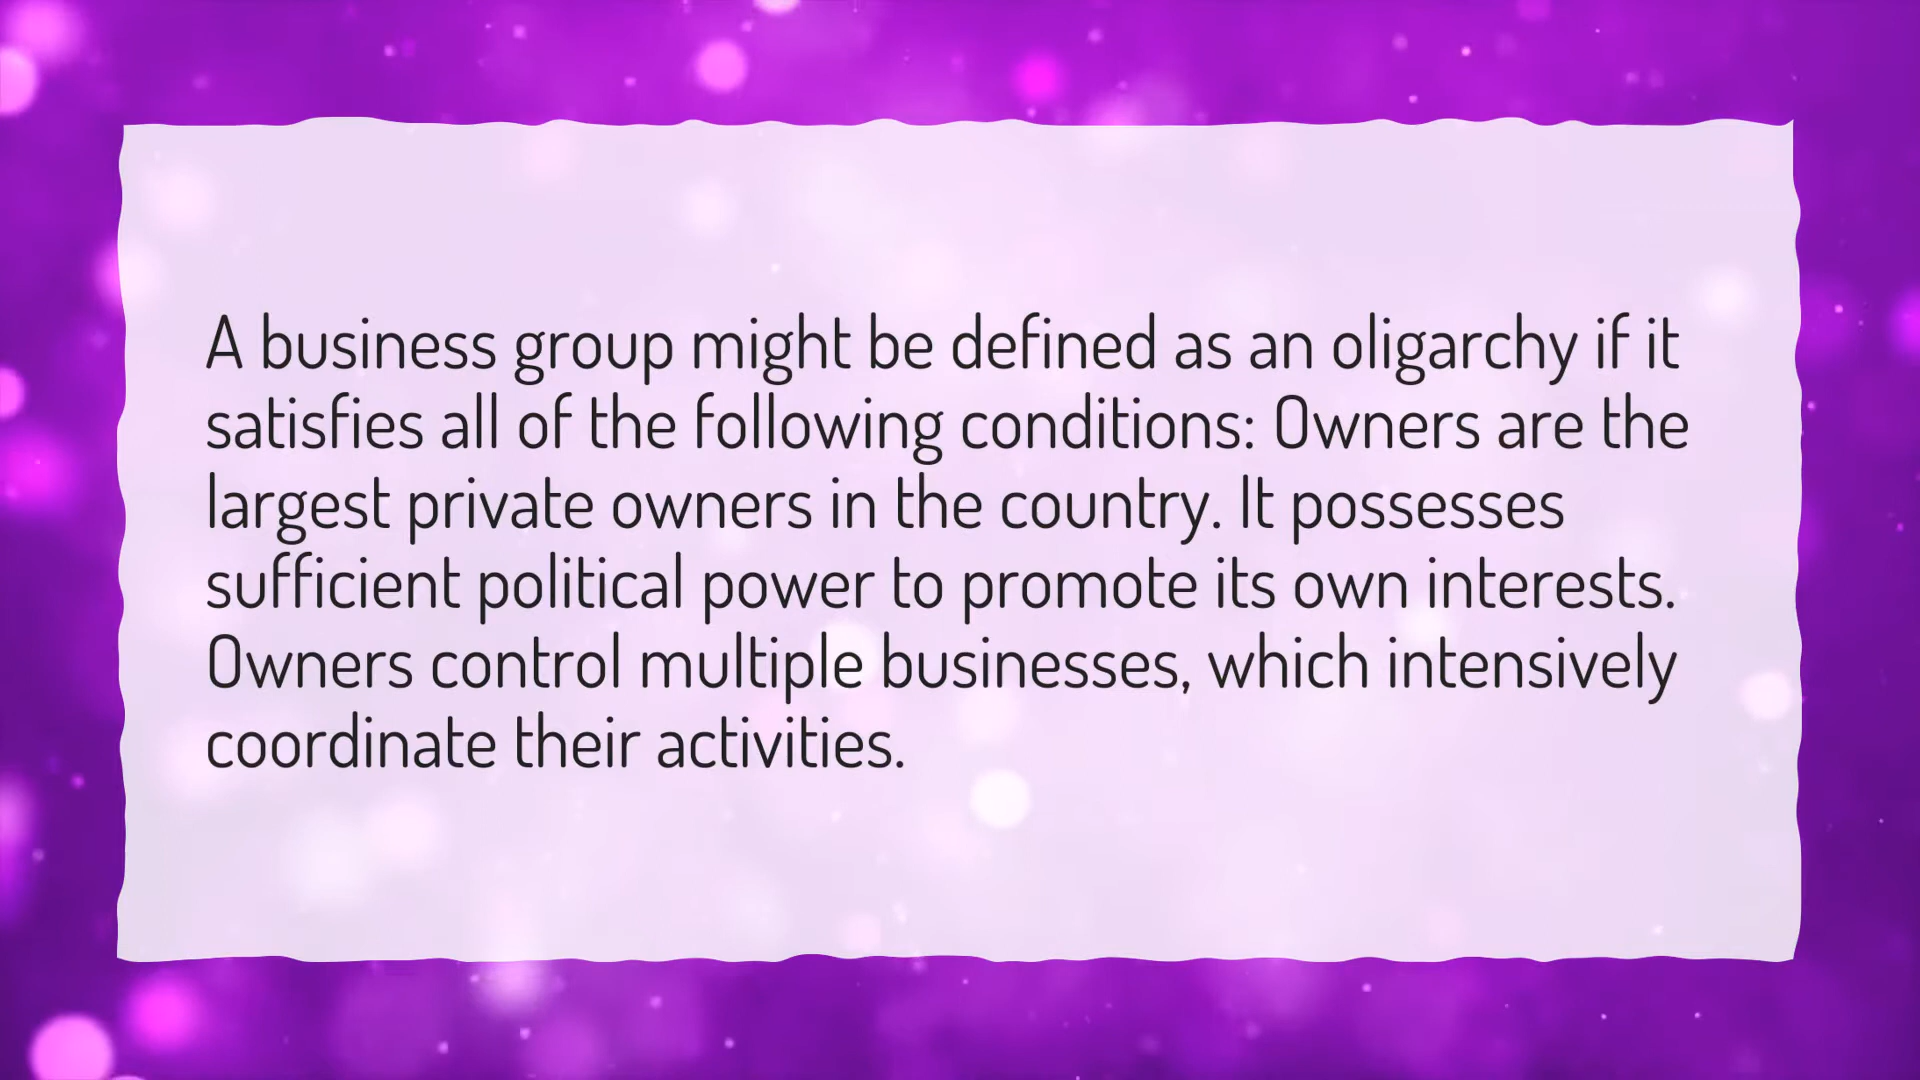 A business group might be defined as an oligarchy if it
satisfies all of the following conditions: Owners are the
largest private owners in the country. It possesses
sufficient political power to promote its own interests.
Owners control multiple businesses, which intensively
coordinate their activities.